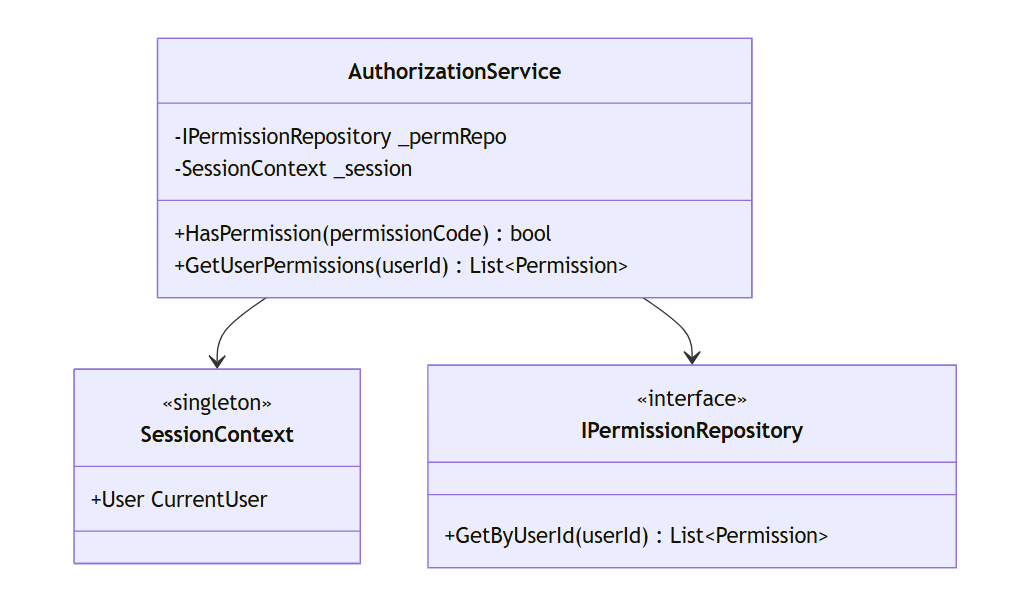 AuthorizationService
-IPermissionRepository _permRepo
-SessionContext _session
+HasPermission(permissionCode) : bool
+GetUserPermissions(userId) : List<Permission>
«singleton»
SessionContext
+User CurrentUser
«interface»
IPermissionRepository
+GetByUserId(userId) : List<Permission>